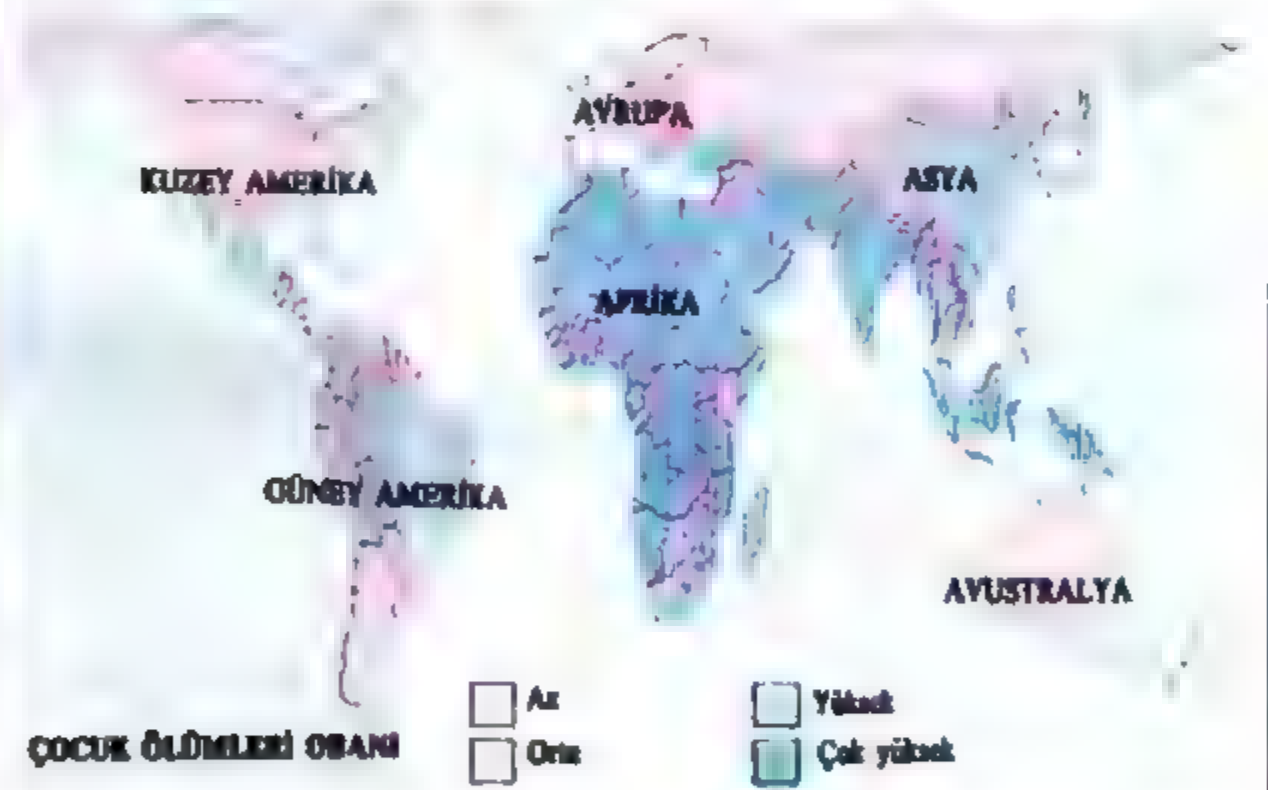 AVRUPA
KUZEY AMERİKA
ASYA
AFRİKA
GÜNEY AMERİKA
AVUSTRALYA
Az
Yüksek
ÇOCUK ÖLÜMLERİ ORANI
Orta
Çok yüksek